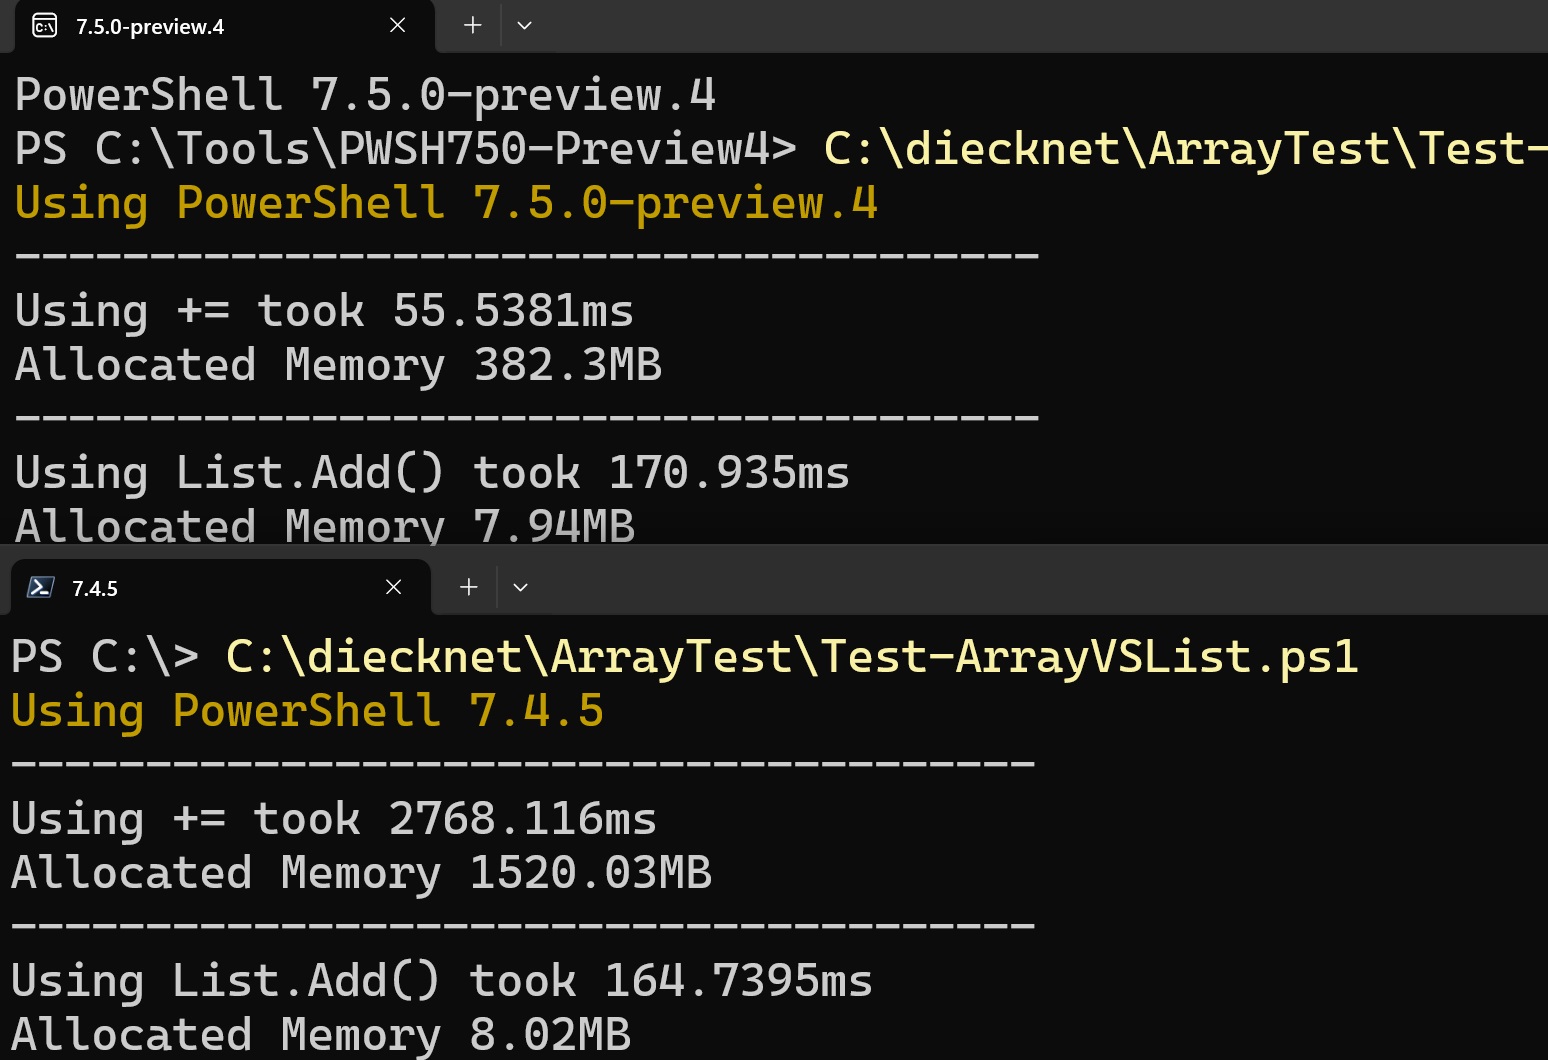 7.5.0-preview.4
PowerShell 7.5.0-preview.4
PS C:\Tools\PWSH750-Preview4> C:\diecknet\ArrayTest\Test-
Using PowerShell 7.5.0-preview.4
--------------------------------------
Using += took 55.5381ms
Allocated Memory 382.3MB
--------------------------------------
Using List.Add() took 170.935ms
Allocated Memory 7.94MB
7.4.5
PS C:\> C:\diecknet\ArrayTest\Test-ArrayVSList.ps1
Using PowerShell 7.4.5
--------------------------------------
Using += took 2768.116ms
Allocated Memory 1520.03MB
--------------------------------------
Using List.Add() took 164.7395ms
Allocated Memory 8.02MB